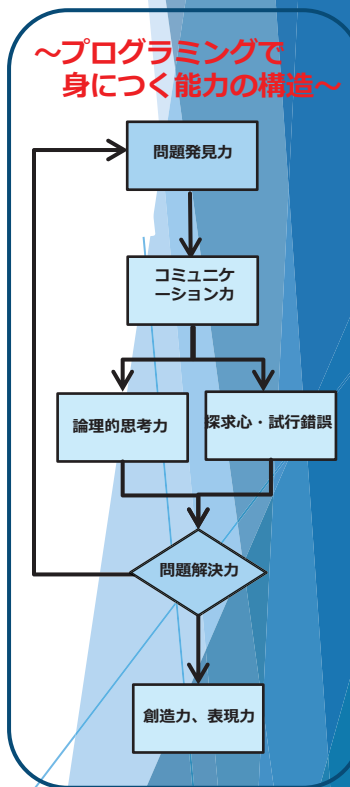 ～プログラミングで
身につく能力の構造～
問題発見力
コミュニケ
ーション力
論理的思考力
探求心・試行錯誤
問題解決力
創造力、表現力